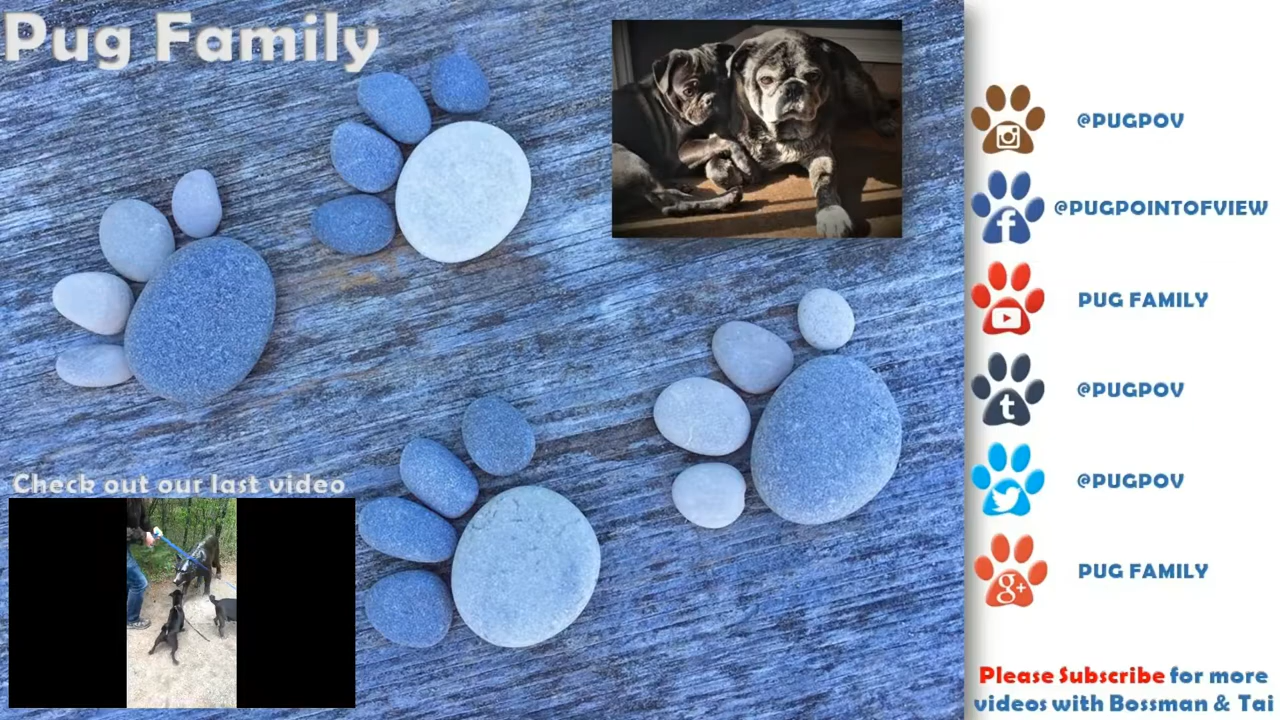 Pug Family
@PUGPOV
@PUGPOINTOFVIEW
PUG FAMILY
@PUGPOV
@PUGPOV
PUG FAMILY
Check out our last video
Please Subscribe for more
videos with Bossman & Tai